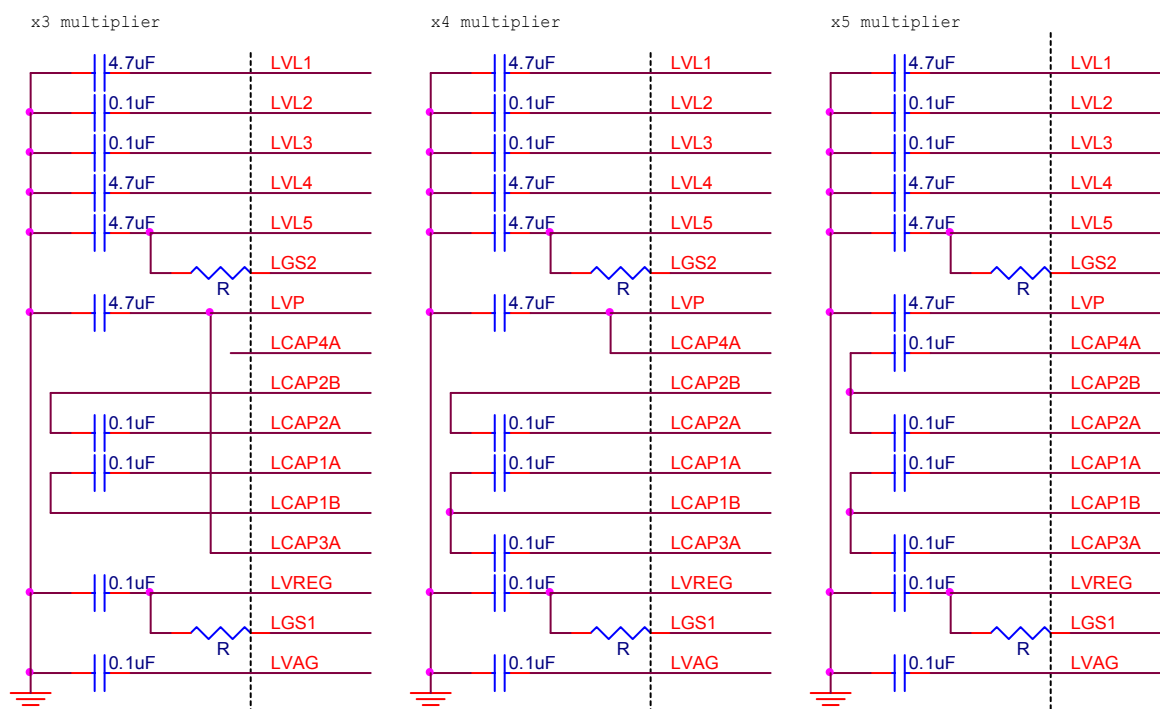 x3 multiplier
4.7uF LVL1
0.1uF LVL2
0.1uF LVL3
4.7uF LVL4
4.7uF LVL5
LGS2
R
4.7uF LVP
LCAP4A
LCAP2B
0.1uF LCAP2A
0.1uF LCAP1A
LCAP1B
LCAP3A
0.1uF LVREG
LGS1
R
0.1uF LVAG
x4 multiplier
4.7uF LVL1
0.1uF LVL2
0.1uF LVL3
4.7uF LVL4
4.7uF LVL5
LGS2
R
4.7uF LVP
LCAP4A
LCAP2B
0.1uF LCAP2A
0.1uF LCAP1A
LCAP1B
0.1uF LCAP3A
0.1uF LVREG
LGS1
R
0.1uF LVAG
x5 multiplier
4.7uF LVL1
0.1uF LVL2
0.1uF LVL3
4.7uF LVL4
4.7uF LVL5
LGS2
R
4.7uF LVP
0.1uF LCAP4A
LCAP2B
0.1uF LCAP2A
0.1uF LCAP1A
LCAP1B
0.1uF LCAP3A
0.1uF LVREG
LGS1
R
0.1uF LVAG